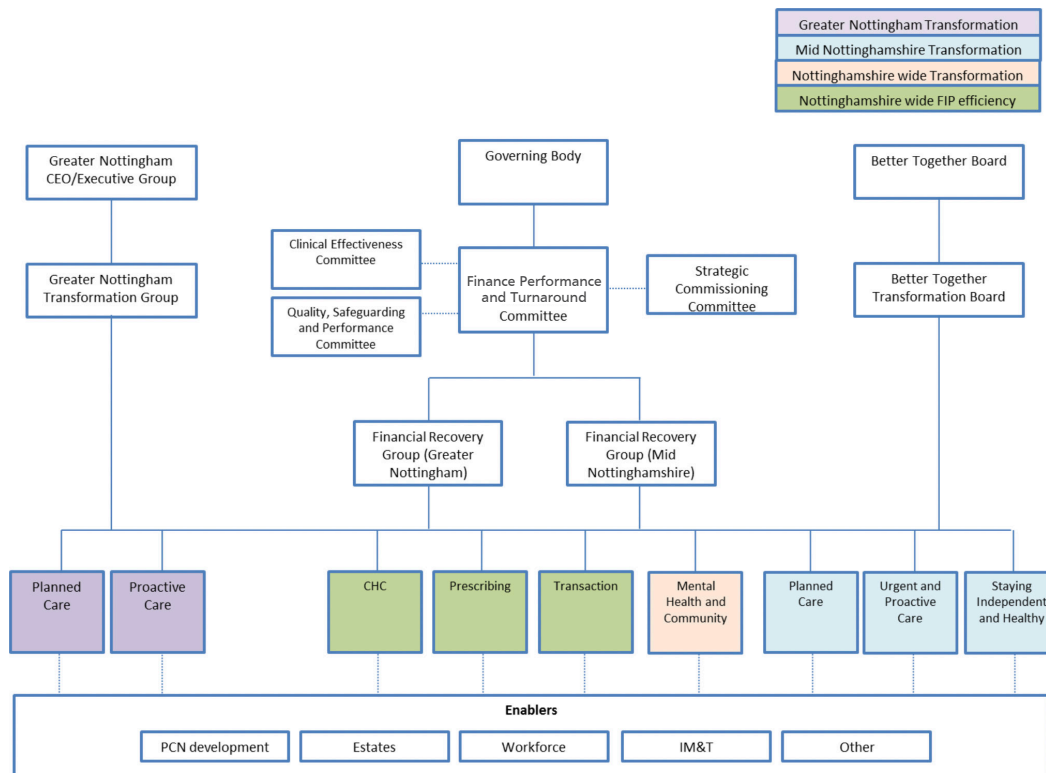 Greater Nottingham Transformation
Mid Nottinghamshire Transformation
Nottinghamshire wide Transformation
Nottinghamshire wide FIP efficiency
Greater Nottingham
CEO/Executive Group
Governing Body
Better Together Board
Clinical Effectiveness
Committee
Greater Nottingham
Transformation Group
Finance Performance
and Turnaround
Committee
Strategic
Commissioning
Committee
Better Together
Transformation Board
Quality, Safeguarding
and Performance
Committee
Financial Recovery
Group (Greater
Nottingham)
Financial Recovery
Group (Mid
Nottinghamshire)
Planned
Care
Proactive
Care
CHC
Prescribing
Transaction
Mental
Health and
Community
Planned
Care
Urgent and
Proactive
Care
Staying
Independent
and Healthy
Enablers
PCN development
Estates
Workforce
IM&T
Other